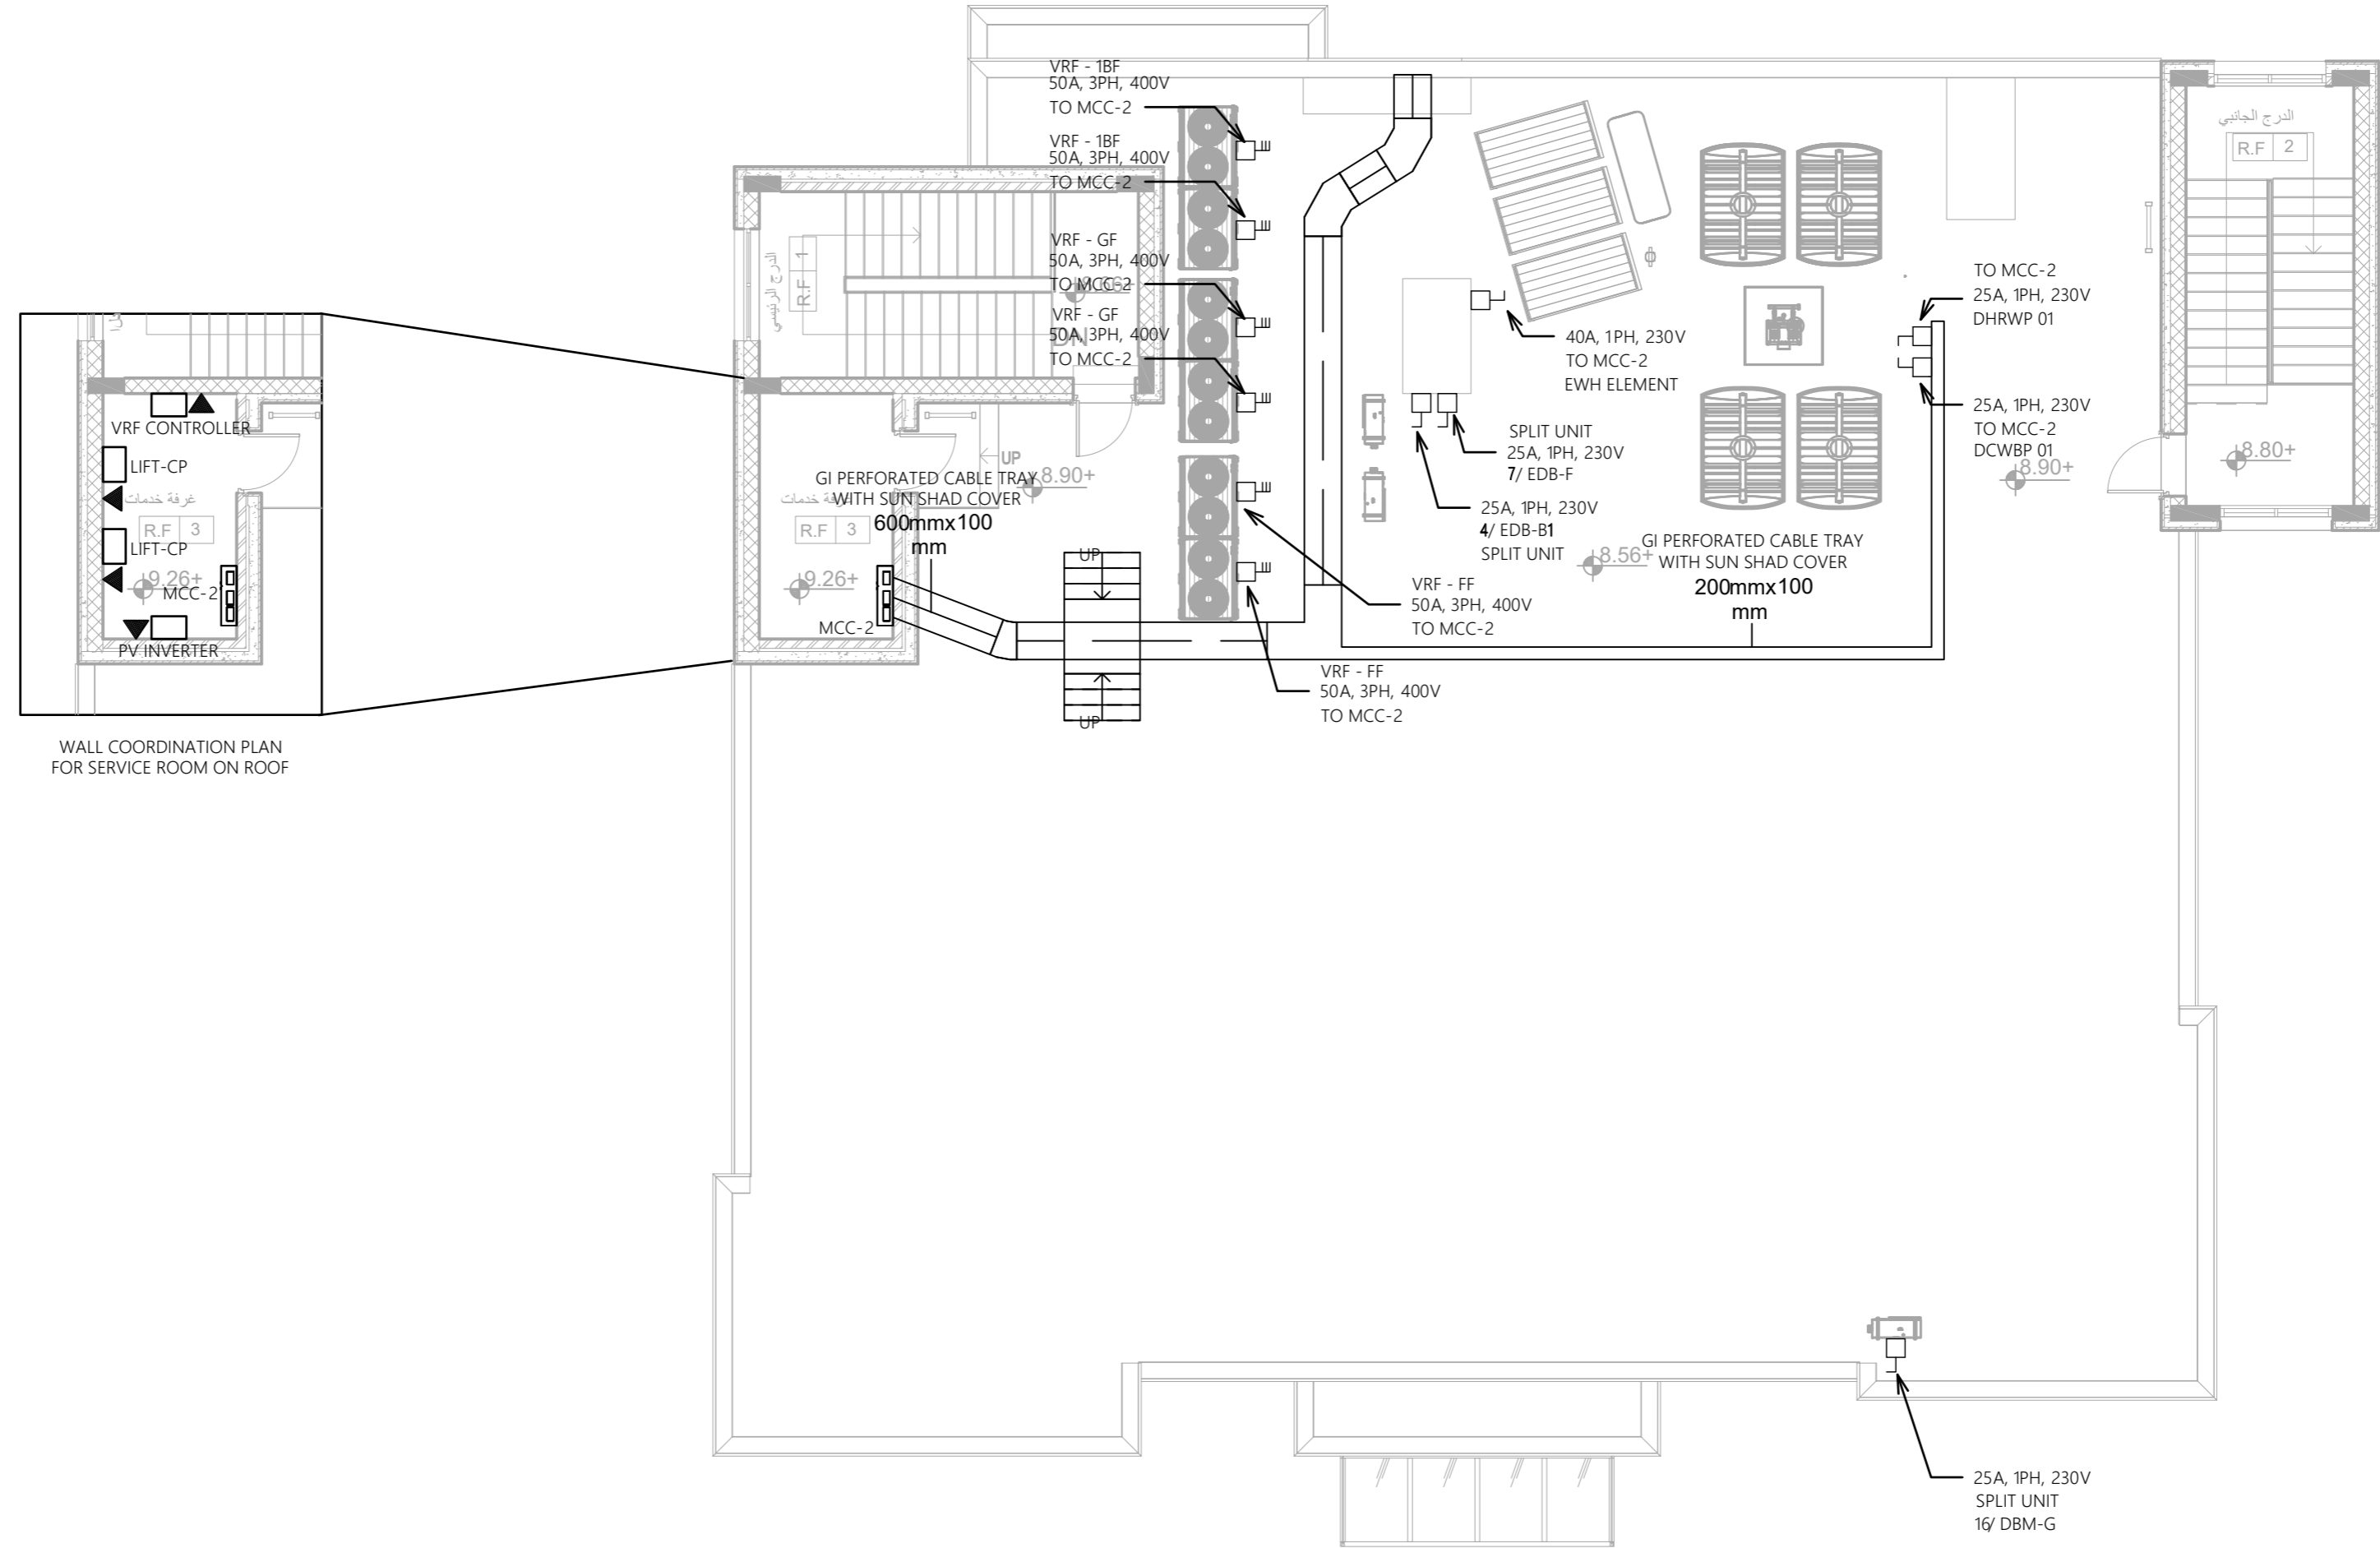 VRF - 1BF
50A, 3PH, 400V
TO MCC-2
VRF - 1BF
50A, 3PH, 400V
TO MCC-2
VRF - GF
50A, 3PH, 400V
TO MCC-2
VRF - GF
50A, 3PH, 400V
TO MCC-2
DN
الدرج الرئيسي
R.F 1
الدرج الجانبي
R.F 2
TO MCC-2
25A, 1PH, 230V
DHRWP 01
40A, 1PH, 230V
TO MCC-2
EWH ELEMENT
25A, 1PH, 230V
TO MCC-2
DCWBP 01
8.90+
8.80+
SPLIT UNIT
25A, 1PH, 230V
7/ EDB-F
25A, 1PH, 230V
4/ EDB-B1
SPLIT UNIT
8.56+
GI PERFORATED CABLE TRAY
WITH SUN SHAD COVER
200mmx100
mm
UP
8.90+
GI PERFORATED CABLE TRAY
WITH SUN SHAD COVER
600mmx100
mm
R.F 3
9.26+
MCC-2
UP
UP
VRF - FF
50A, 3PH, 400V
TO MCC-2
VRF - FF
50A, 3PH, 400V
TO MCC-2
VRF CONTROLLER
LIFT-CP
غرفة خدمات
R.F 3
LIFT-CP
9.26+
MCC-2
PV INVERTER
WALL COORDINATION PLAN
FOR SERVICE ROOM ON ROOF
25A, 1PH, 230V
SPLIT UNIT
16/ DBM-G